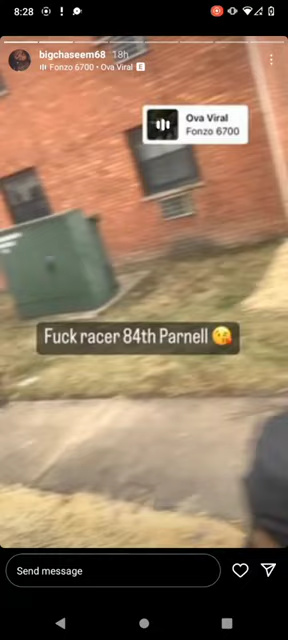 8:28
bigchaseem68 18h
Fonzo 6700 • Ova Viral E
Ova Viral
Fonzo 6700
Fuck racer 84th Parnell 😘
Send message